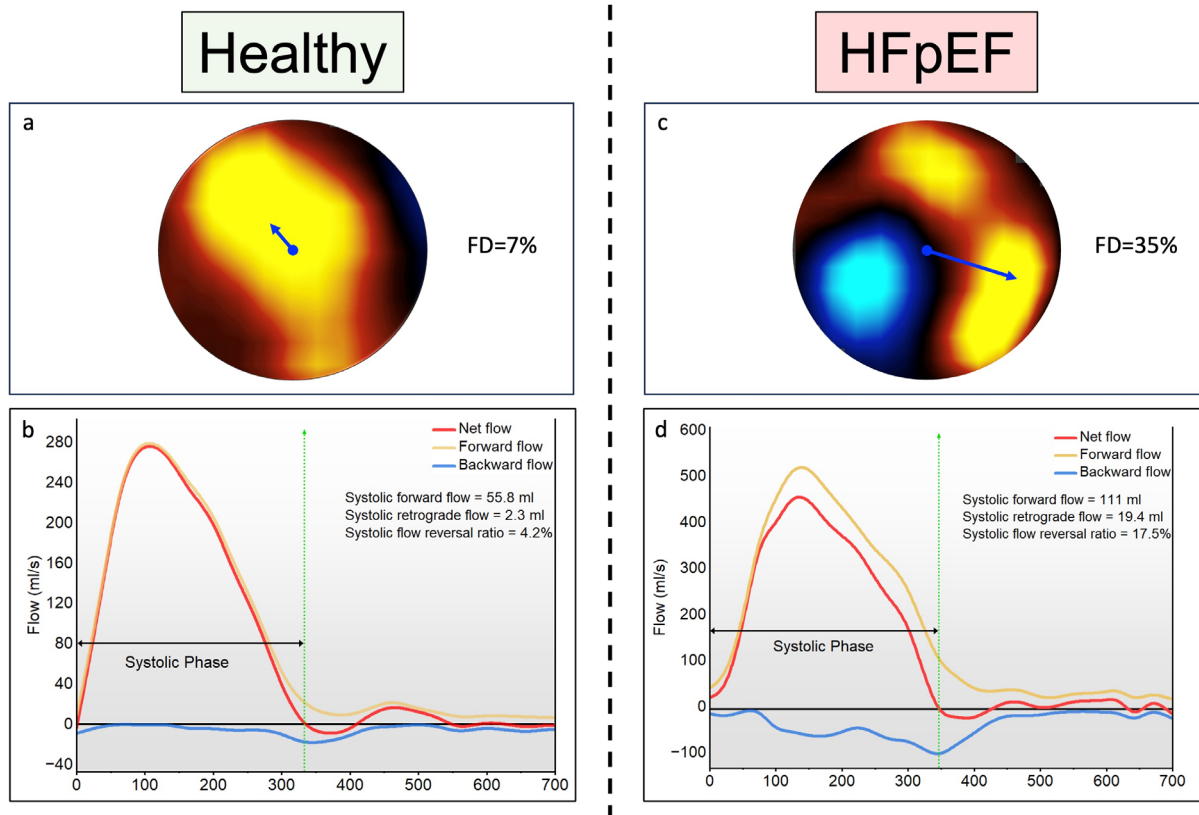 Healthy
HFpEF
a
FD=7%
c
FD=35%
b
Net flow
Forward flow
Backward flow
Systolic forward flow = 55.8 ml
Systolic retrograde flow = 2.3 ml
Systolic flow reversal ratio = 4.2%
Flow (ml/s)
280
240
200
160
120
80
40
0
−40
Systolic Phase
0 100 200 300 400 500 600 700
d
Net flow
Forward flow
Backward flow
Systolic forward flow = 111 ml
Systolic retrograde flow = 19.4 ml
Systolic flow reversal ratio = 17.5%
Flow (ml/s)
600
500
400
300
200
100
0
−100
Systolic Phase
0 100 200 300 400 500 600 700